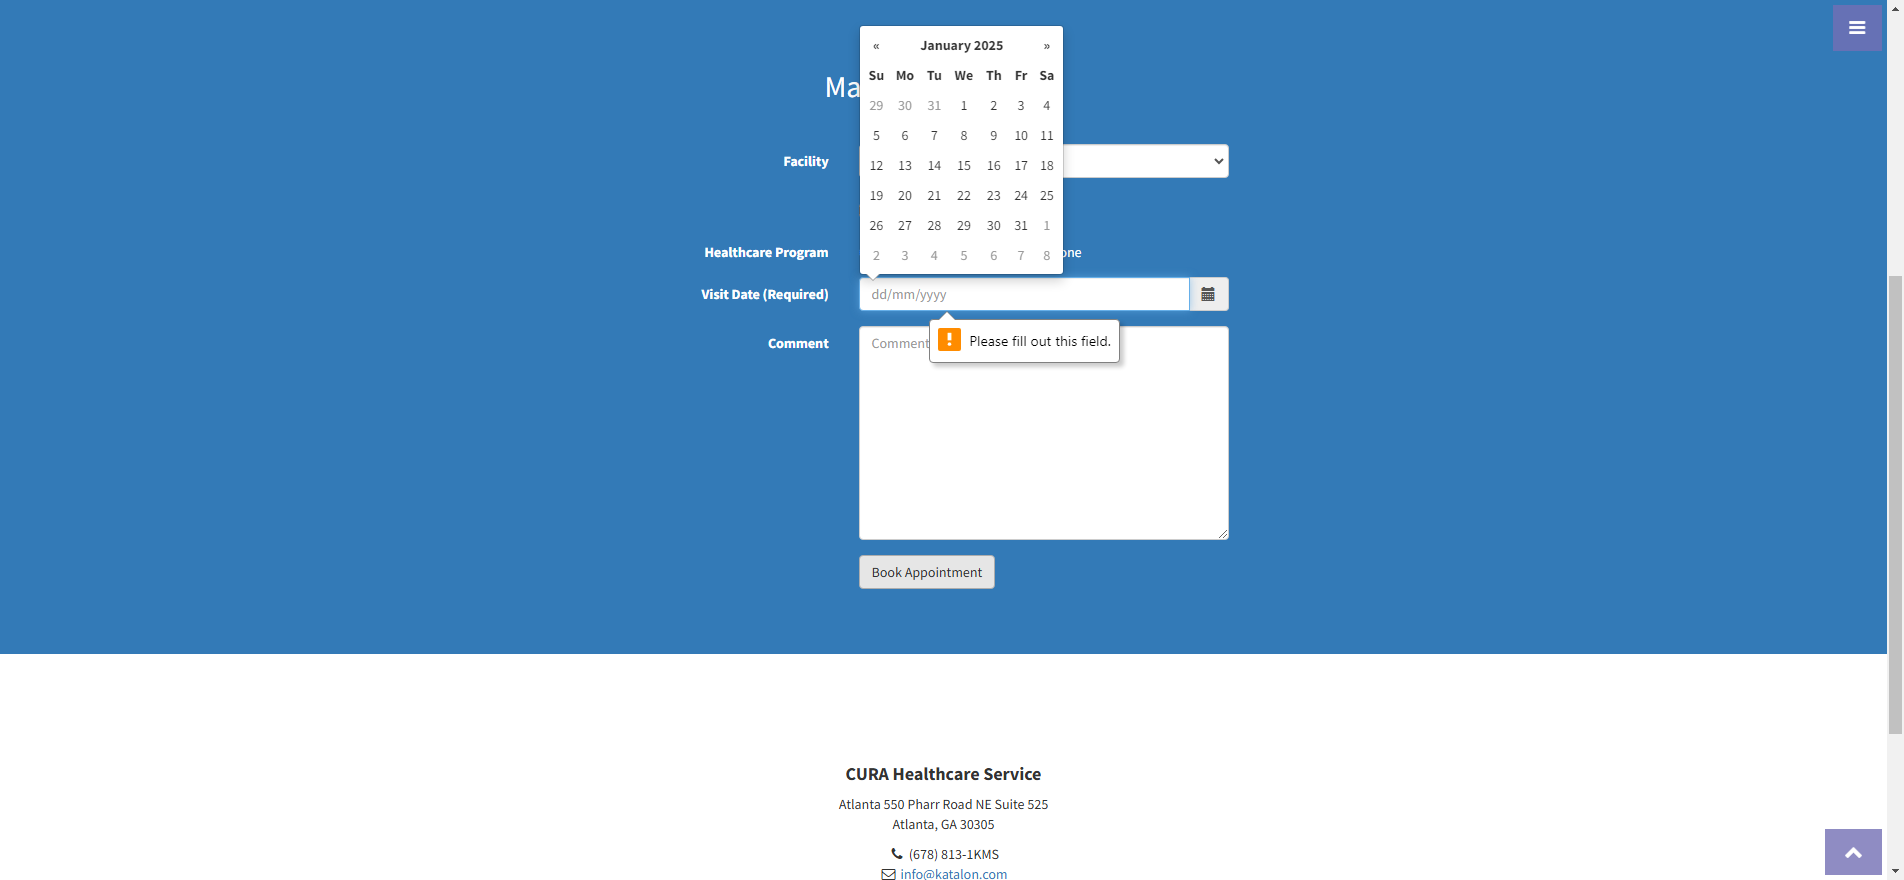 « January 2025 »
Su Mo Tu We Th Fr Sa
Ma
29 30 31 1 2 3 4
5 6 7 8 9 10 11
Facility
12 13 14 15 16 17 18
19 20 21 22 23 24 25
26 27 28 29 30 31 1
Healthcare Program
2 3 4 5 6 7 8
one
Visit Date (Required)
dd/mm/yyyy
Please fill out this field.
Comment
Comment
Book Appointment
CURA Healthcare Service
Atlanta 550 Pharr Road NE Suite 525
Atlanta, GA 30305
(678) 813-1KMS
info@katalon.com